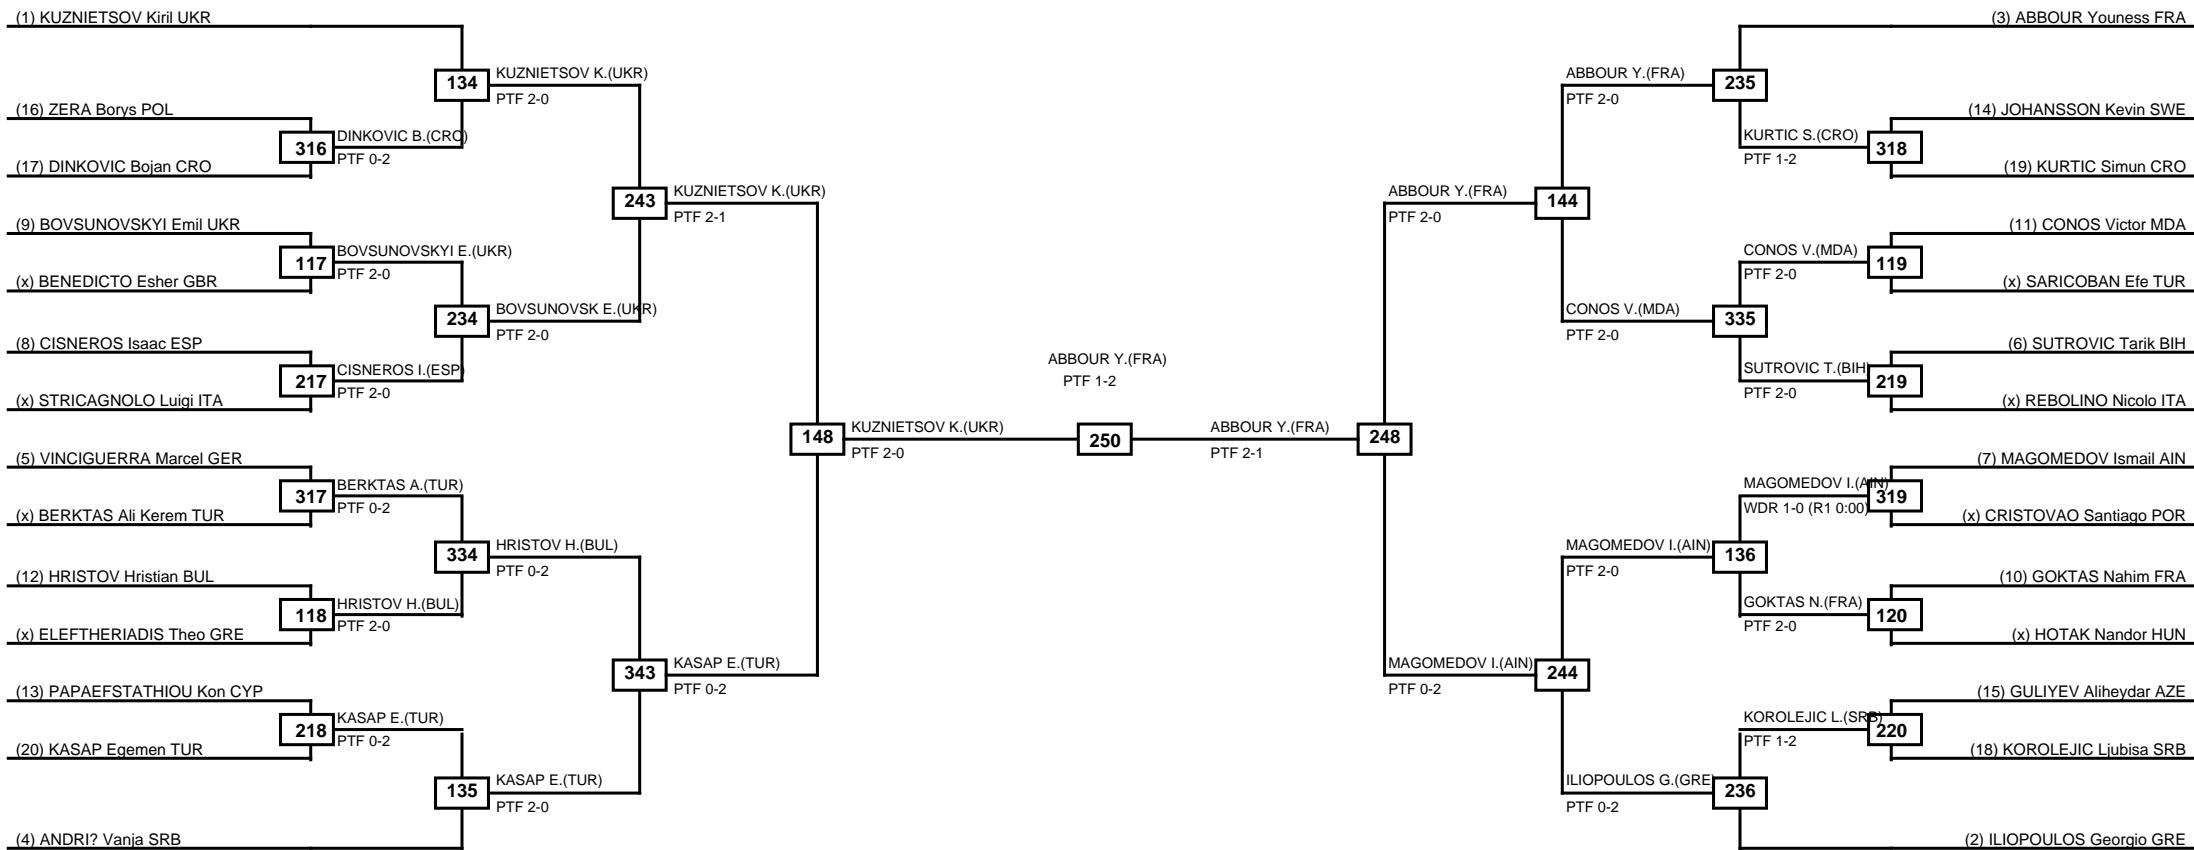 (1) KUZNIETSOV Kiril UKR
(16) ZERA Borys POL
(17) DINKOVIC Bojan CRO
(9) BOVSUNOVSKYI Emil UKR
(x) BENEDICTO Esher GBR
(8) CISNEROS Isaac ESP
(x) STRICAGNOLO Luigi ITA
(5) VINCIGUERRA Marcel GER
(x) BERKTAS Ali Kerem TUR
(12) HRISTOV Hristian BUL
(x) ELEFTHERIADIS Theo GRE
(13) PAPAEFSTATHIOU Kon CYP
(20) KASAP Egemen TUR
(4) ANDRI? Vanja SRB
316
DINKOVIC B.(CRO)
PTF 0-2
117
BOVSUNOVSKYI E.(UKR)
PTF 2-0
217
CISNEROS I.(ESP)
PTF 2-0
317
BERKTAS A.(TUR)
PTF 0-2
118
HRISTOV H.(BUL)
PTF 2-0
218
KASAP E.(TUR)
PTF 0-2
134
KUZNIETSOV K.(UKR)
PTF 2-0
234
BOVSUNOVSK E.(UKR)
PTF 2-0
334
HRISTOV H.(BUL)
PTF 0-2
135
KASAP E.(TUR)
PTF 2-0
243
KUZNIETSOV K.(UKR)
PTF 2-1
343
KASAP E.(TUR)
PTF 0-2
148
KUZNIETSOV K.(UKR)
PTF 2-0
ABBOUR Y.(FRA)
PTF 1-2
250
ABBOUR Y.(FRA)
PTF 2-1
248
ABBOUR Y.(FRA)
PTF 2-0
144
MAGOMEDOV I.(AIN)
PTF 0-2
244
ABBOUR Y.(FRA)
PTF 2-0
235
CONOS V.(MDA)
PTF 2-0
335
MAGOMEDOV I.(AIN)
PTF 2-0
136
ILIOPOULOS G.(GRE
PTF 0-2
236
KURTIC S.(CRO)
PTF 1-2
318
CONOS V.(MDA)
PTF 2-0
119
SUTROVIC T.(BIH)
PTF 2-0
219
MAGOMEDOV I.(AIN)
WDR 1-0 (R1 0:00)
319
GOKTAS N.(FRA)
PTF 2-0
120
KOROLEJIC L.(SRB)
PTF 1-2
220
(3) ABBOUR Youness FRA
(14) JOHANSSON Kevin SWE
(19) KURTIC Simun CRO
(11) CONOS Victor MDA
(x) SARICOBAN Efe TUR
(6) SUTROVIC Tarik BIH
(x) REBOLINO Nicolo ITA
(7) MAGOMEDOV Ismail AIN
(x) CRISTOVAO Santiago POR
(10) GOKTAS Nahim FRA
(x) HOTAK Nandor HUN
(15) GULIYEV Aliheydar AZE
(18) KOROLEJIC Ljubisa SRB
(2) ILIOPOULOS Georgio GRE